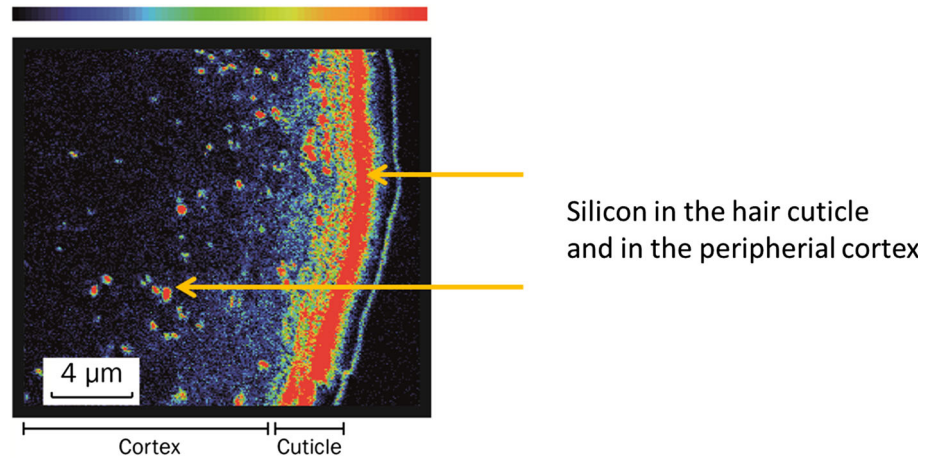 Silicon in the hair cuticle
and in the peripherial cortex
4 μm
Cortex
Cuticle